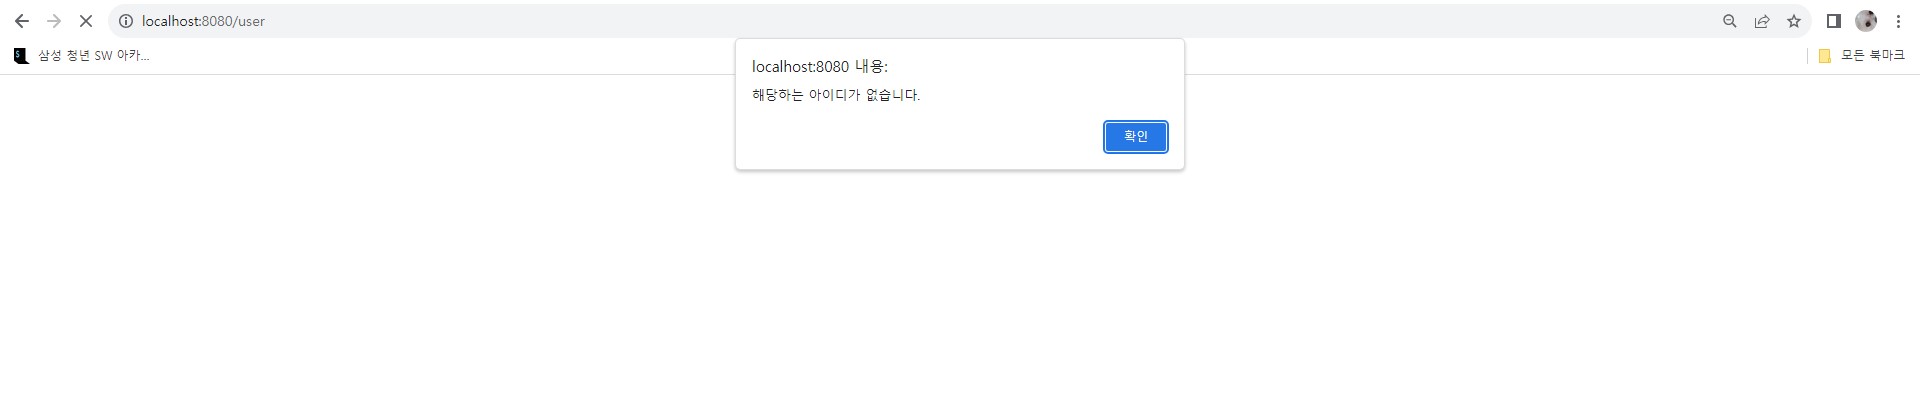 localhost:8080/user
삼성 청년 SW 아카...
모든 북마크
localhost:8080 내용:
해당하는 아이디가 없습니다.
확인